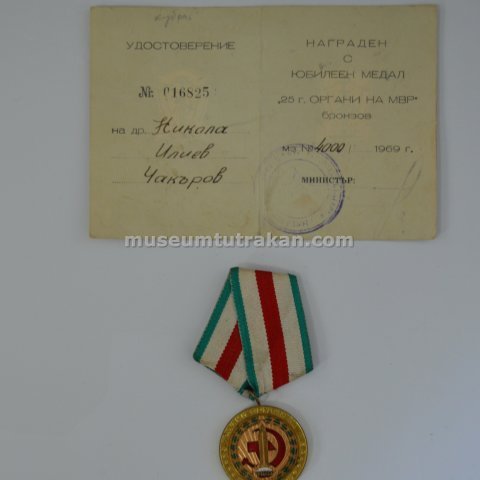 УДОСТОВЕРЕНИЕ
№ 016825
на др. Никола
Илиев
Чакъров
НАГРАДЕН
С
ЮБИЛЕЕН МЕДАЛ
„25 г. ОРГАНИ НА МВР"
бронзов
М.З. № 4000 1969 г.
МИНИСТЪР:
museumtutrakan.com